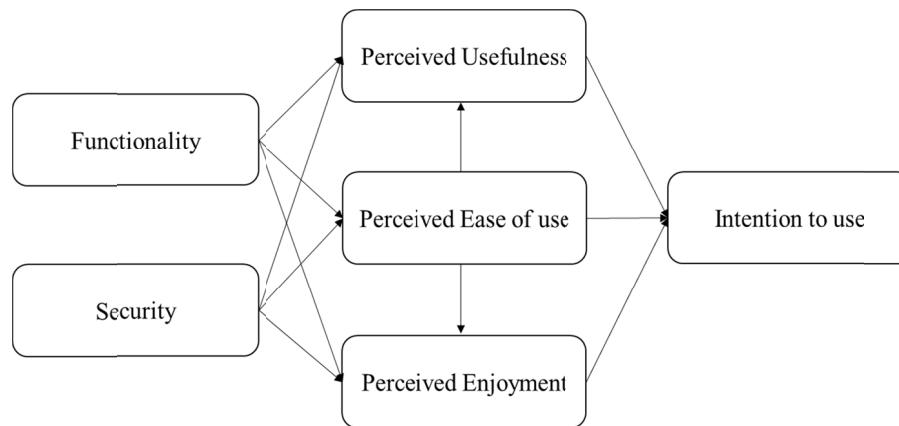 Perceived Usefulness
Functionality
Perceived Ease of use
Intention to use
Security
Perceived Enjoyment